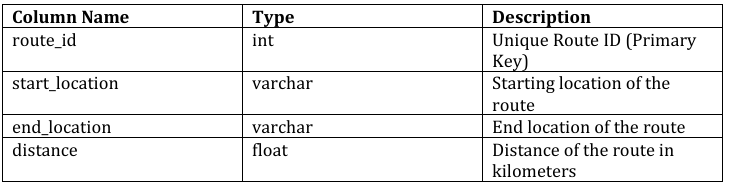 Column Name Type Description
route_id int Unique Route ID (Primary
Key)
start_location varchar Starting location of the
route
end_location varchar End location of the route
distance float Distance of the route in
kilometers